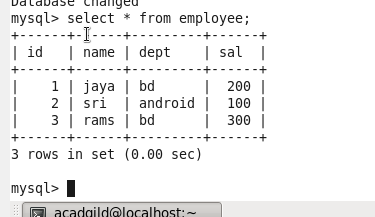 Database changed
mysql> select * from employee;
+------+------+---------+------+
| id   | name | dept    | sal  |
+------+------+---------+------+
|    1 | jaya | bd      |  200 |
|    2 | sri  | android |  100 |
|    3 | rams | bd      |  300 |
+------+------+---------+------+
3 rows in set (0.00 sec)
mysql>
acadgild@localhost:~